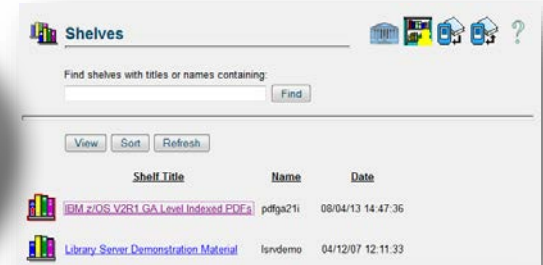 Shelves
?
Find shelves with titles or names containing:
Find
View Sort Refresh
Shelf Title Name Date
IBM z/OS V2R1 GA Level Indexed PDFs pdfga21i 08/04/13 14:47:36
Library Server Demonstration Material lsrvdemo 04/12/07 12:11:33